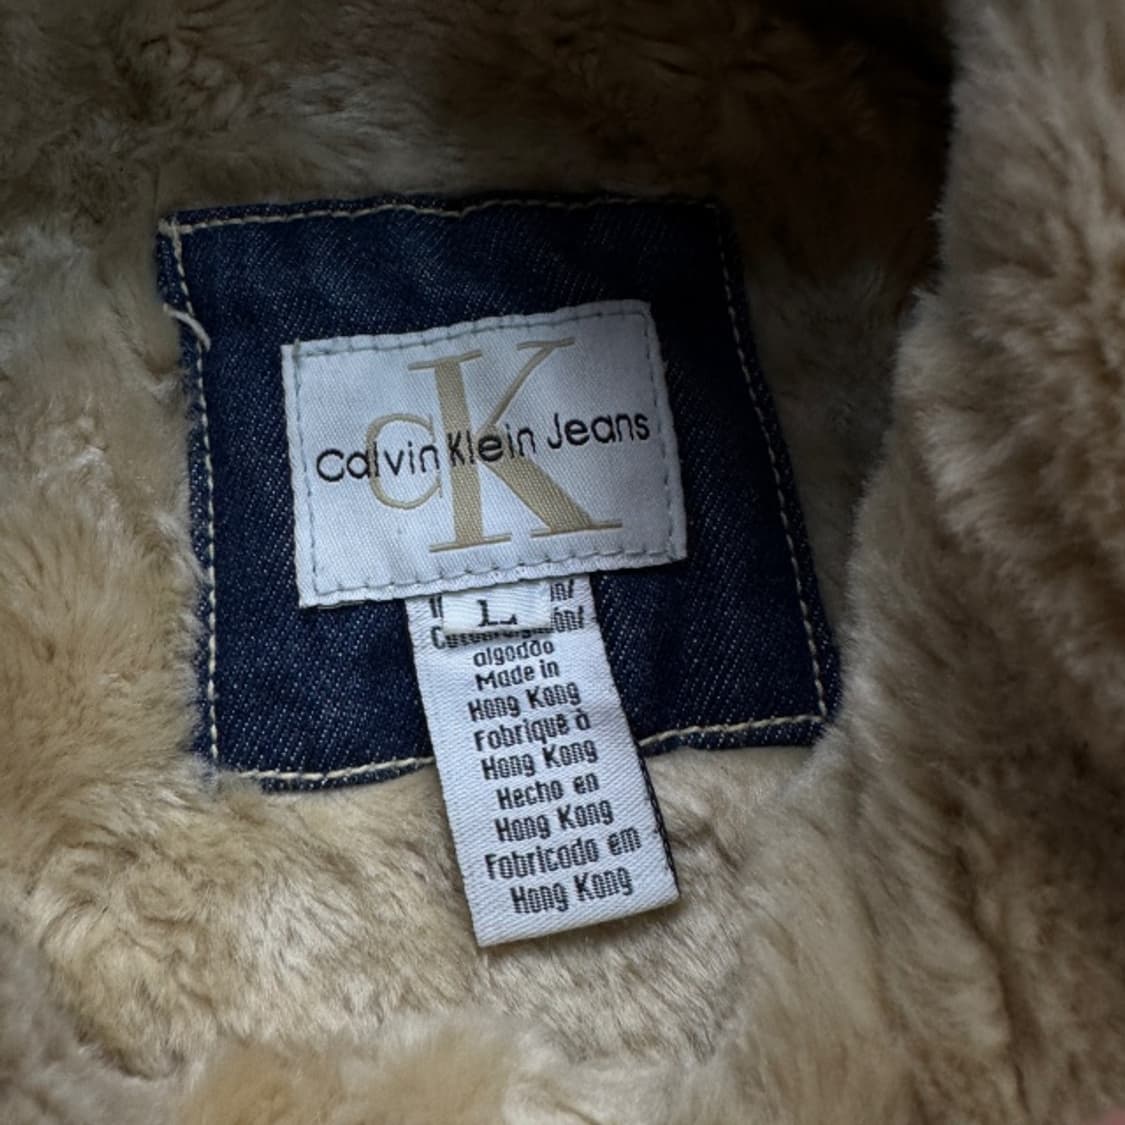 cK
Calvin Klein Jeans
L
algodão
Made in
Hong Kong
Fabriqué à
Hong Kong
Hecho en
Hong Kong
Fabricado em
Hong Kong